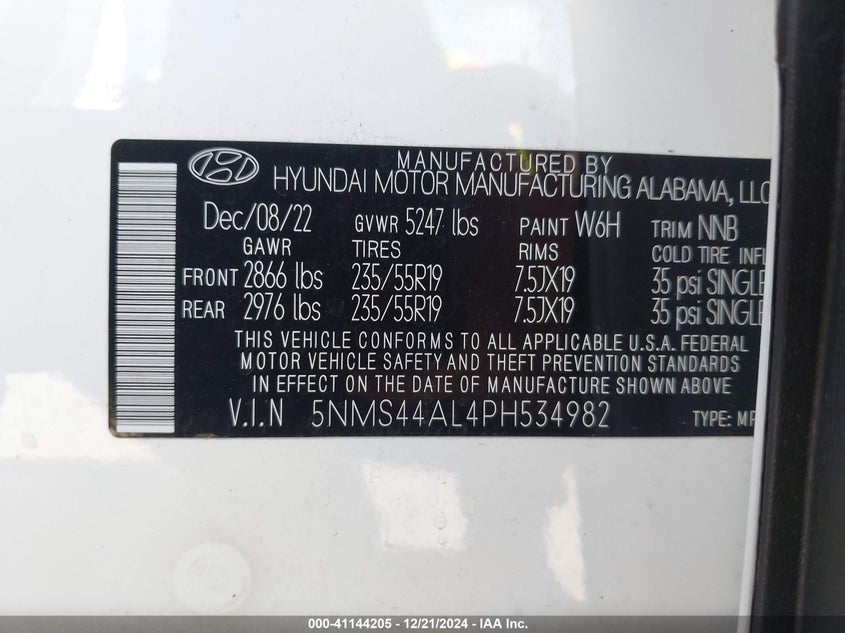 MANUFACTURED BY
HYUNDAI MOTOR MANUFACTURING ALABAMA, LLC
Dec/08/22 GVWR 5247 lbs PAINT W6H TRIM NNB
GAWR TIRES RIMS COLD TIRE INFL
FRONT 2866 lbs 235/55R19 7.5JX19 35 psi SINGLE
REAR 2976 lbs 235/55R19 7.5JX19 35 psi SINGLE
THIS VEHICLE CONFORMS TO ALL APPLICABLE U.S.A. FEDERAL
MOTOR VEHICLE SAFETY AND THEFT PREVENTION STANDARDS
IN EFFECT ON THE DATE OF MANUFACTURE SHOWN ABOVE
V.I.N 5NMS44AL4PH534982 TYPE: MP
000-41144205 - 12/21/2024 - IAA Inc.